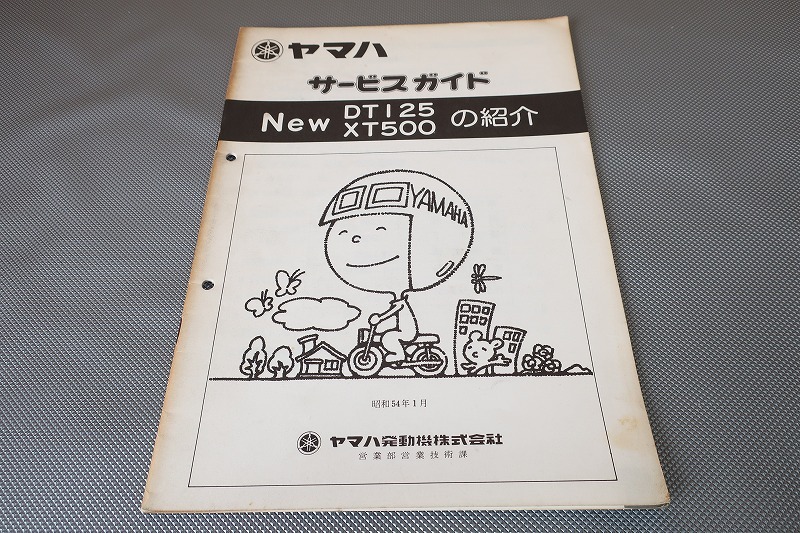 ヤマハ
サービスガイド
New DT125 XT500 の紹介
YAMAHA
昭和54年1月
ヤマハ発動機株式会社
営業部営業技術課